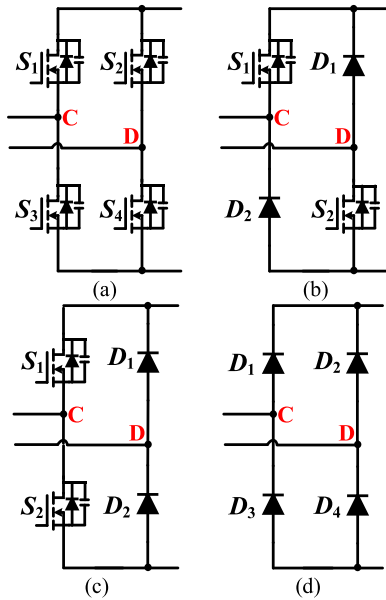 S1 S2 S1 D1
C C
D D
S3 S4 D2 S2
(a) (b)
S1 D1 D1 D2
C C
D D
S2 D2 D3 D4
(c) (d)